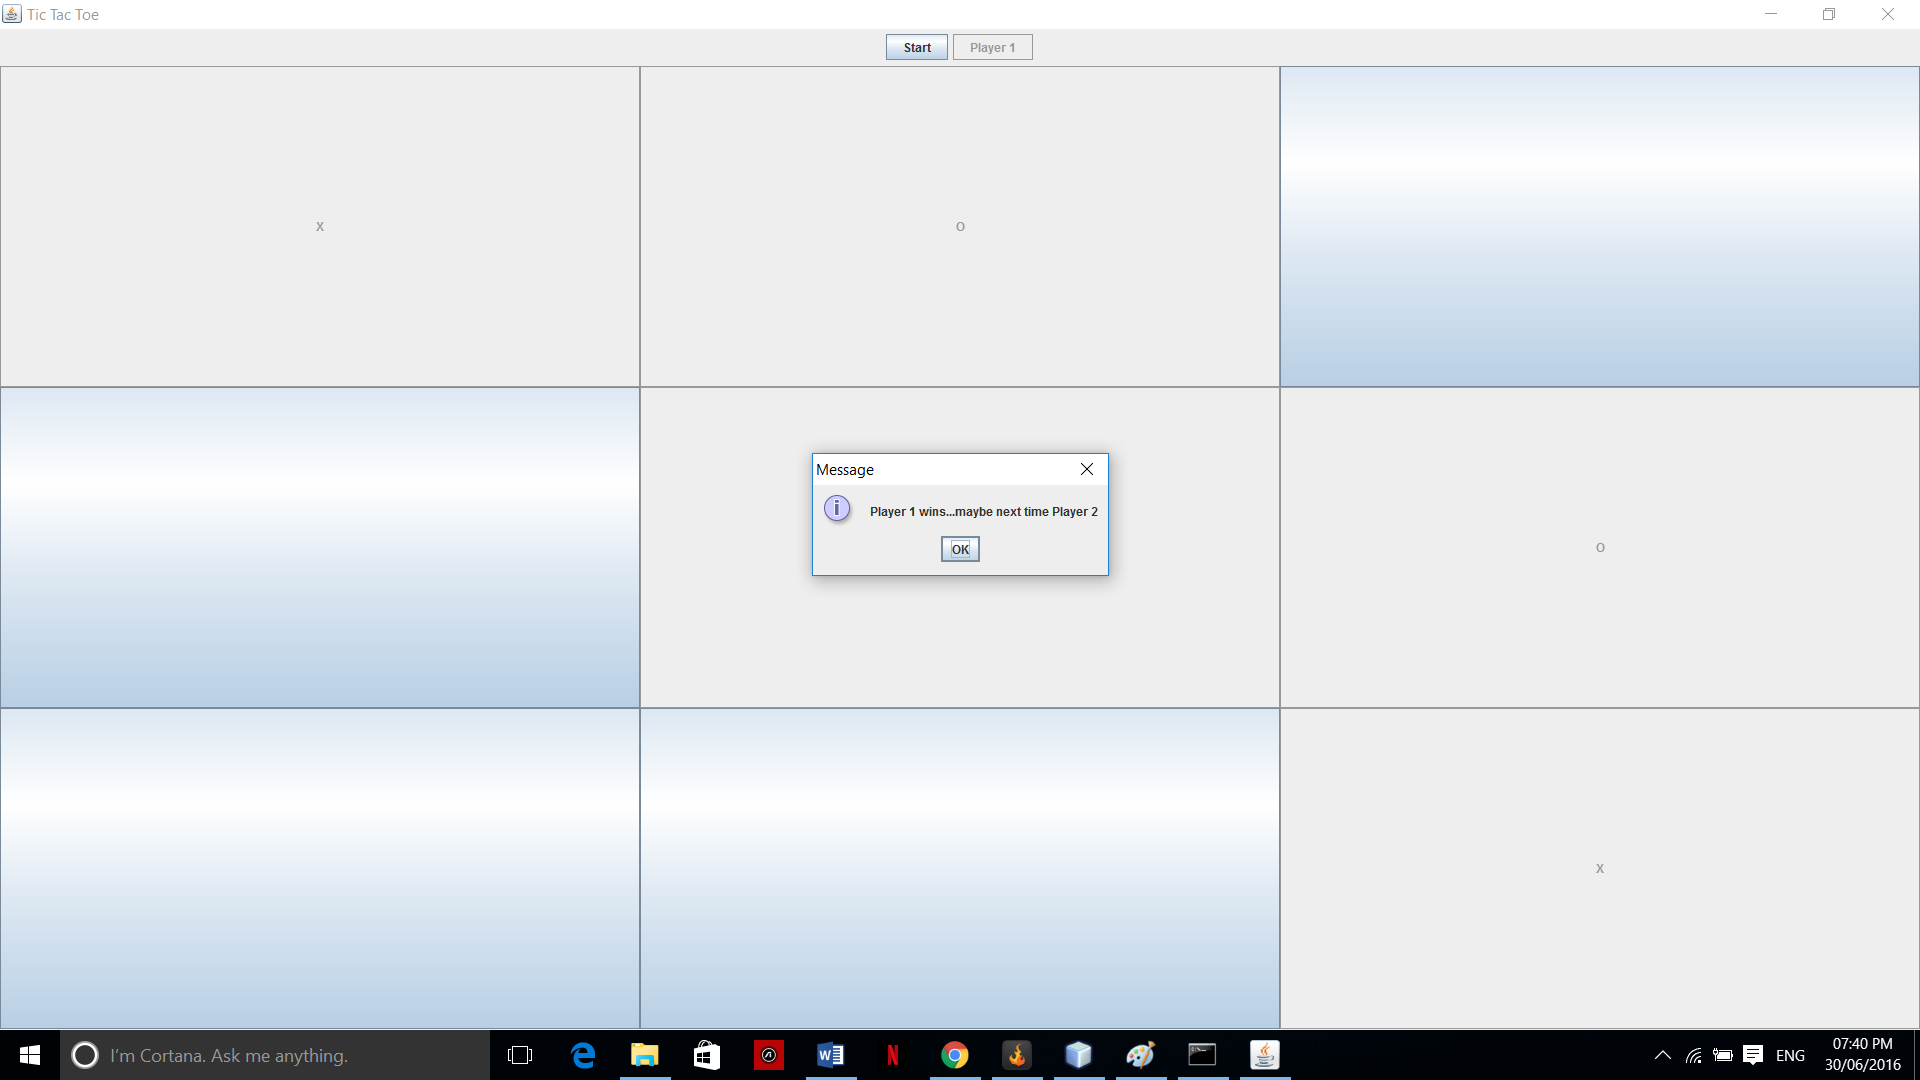 Tic Tac Toe
Start
Player 1
x
o
Message
Player 1 wins...maybe next time Player 2
OK
o
x
I'm Cortana. Ask me anything.
ENG
07:40 PM
30/06/2016